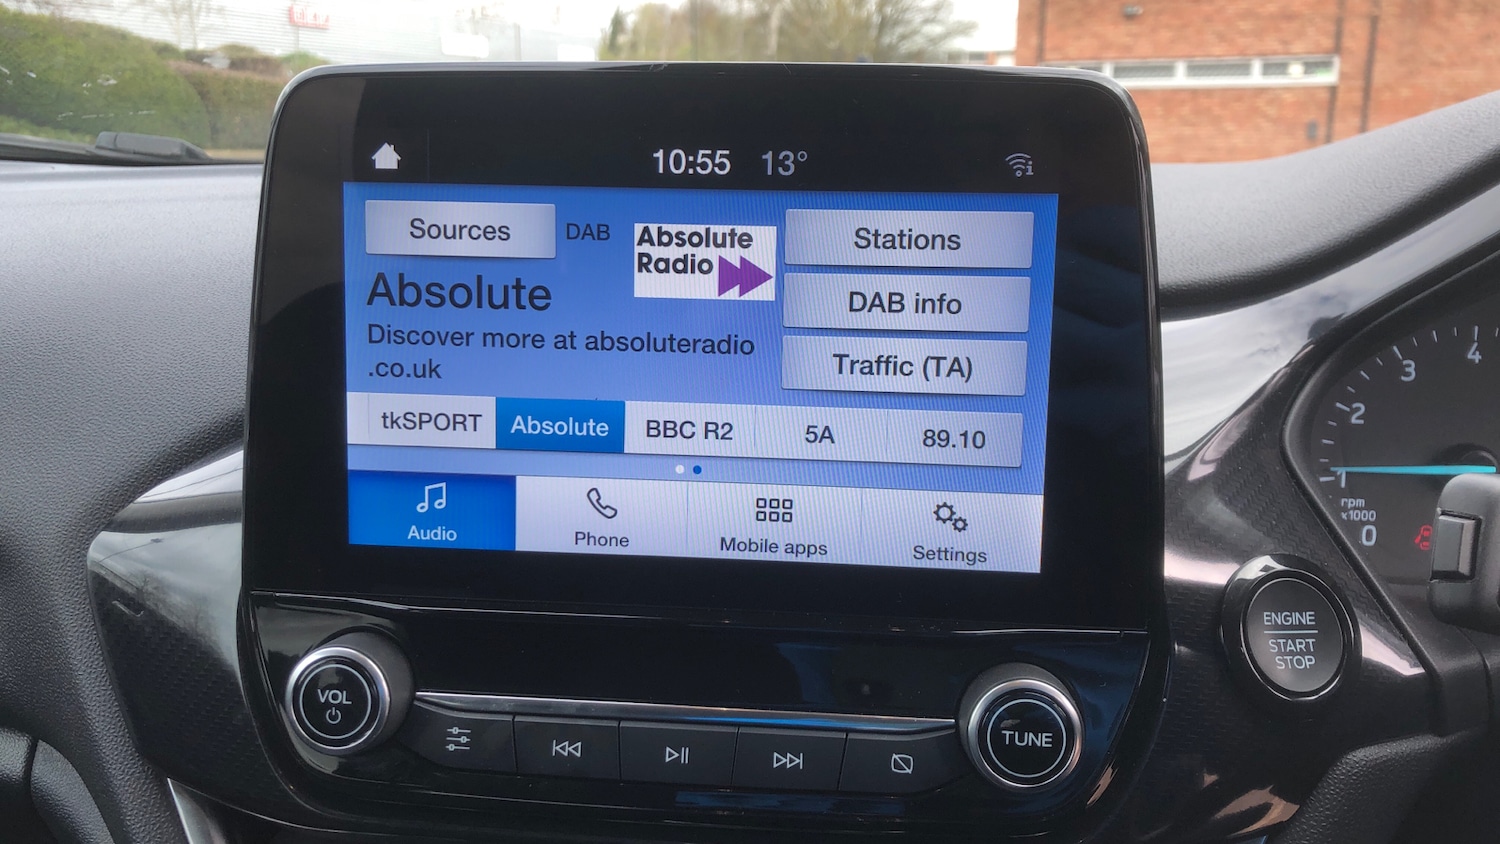 10:55 13°
Sources DAB
Absolute
Radio
Stations
Absolute
DAB info
Discover more at absoluteradio
.co.uk
Traffic (TA)
tkSPORT Absolute BBC R2 5A 89.10
Audio Phone Mobile apps Settings
VOL
TUNE
ENGINE
START
STOP
4
3
2
1
rpm
x1000
0